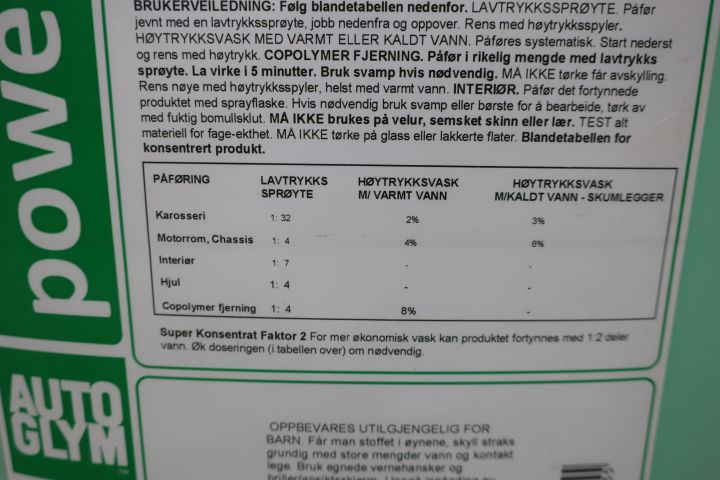 BRUKERVEILEDNING: Følg blandetabellen nedenfor. LAVTRYKKSSPRØYTE. Påfør
jevnt med en lavtrykkssprøyte, jobb nedenfra og oppover. Rens med høytrykksspyler.
HØYTRYKKSVASK MED VARMT ELLER KALDT VANN. Påføres systematisk. Start nederst
og rens med høytrykk. COPOLYMER FJERNING. Påfør i rikelig mengde med lavtrykks
sprøyte. La virke i 5 minutter. Bruk svamp hvis nødvendig. MÅ IKKE tørke får avskylling.
Rens nøye med høytrykksspyler, helst med varmt vann. INTERIØR. Påfør det fortynnede
produktet med sprayflaske. Hvis nødvendig bruk svamp eller børste for å bearbeide, tørk av
med fuktig bomullsklut. MÅ IKKE brukes på velur, semsket skinn eller lær. TEST alt
materiell for fage-ekthet. MÅ IKKE tørke på glass eller lakkerte flater. Blandetabellen for
konsentrert produkt.
PÅFØRING LAVTRYKKS SPRØYTE HØYTRYKKSVASK M/ VARMT VANN HØYTRYKKSVASK M/KALDT VANN - SKUMLEGGER
Karosseri 1: 32 2% 3%
Motorrom, Chassis 1: 4 4% 6%
Interiør 1: 7 - -
Hjul 1: 4 - -
Copolymer fjerning 1: 4 8% -
Super Konsentrat Faktor 2 For mer økonomisk vask kan produktet fortynnes med 1:2 deler
vann. Øk doseringen (i tabellen over) om nødvendig.
powe
AUTO
GLYM
TM
OPPBEVARES UTILGJENGELIG FOR
BARN. Får man stoffet i øynene, skyll straks
grundig med store mengder vann og kontakt
lege. Bruk egnede vernehansker og